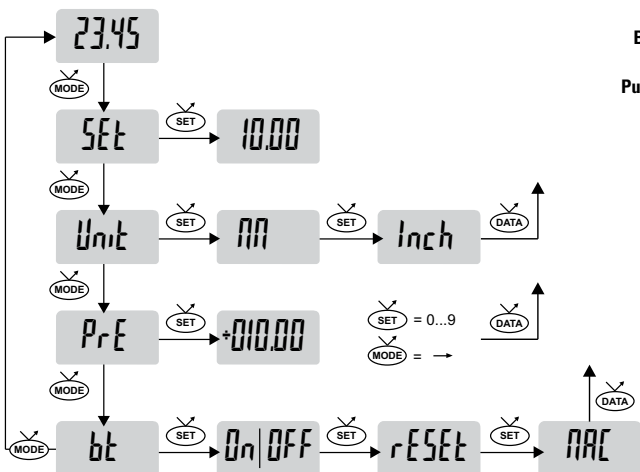 23.45
E
MODE
Pu
SEt SET 10.00
MODE
Unit SET MM SET Inch DATA
MODE
PrE SET +010.00 SET = 0...9 DATA
MODE = →
MODE
DATA
MODE bt SET On|OFF SET rESEt SET MAC